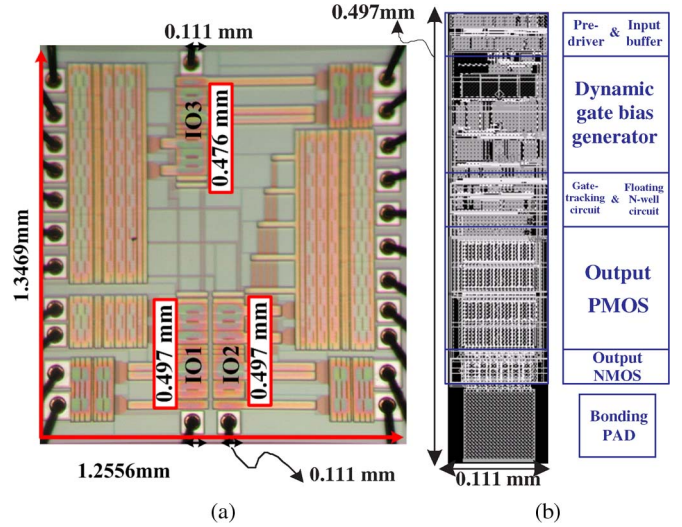 0.111 mm
IO3
0.476 mm
1.3469mm
0.497 mm
IO1
IO2
0.497 mm
1.2556mm
0.111 mm
(a)
0.497mm
Pre-driver & Input buffer
Dynamic
gate bias
generator
Gate-tracking circuit & Floating N-well circuit
Output
PMOS
Output
NMOS
Bonding
PAD
0.111 mm
(b)